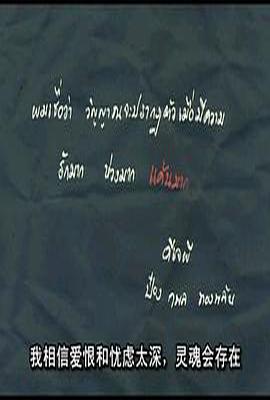 ผมเชื่อว่า วิญญาณจะปรากฏตัวเมื่อมีความ
รักมาก ห่วงมาก แค้นมาก
ป๋อง กพล ทองพลับ
我相信爱恨和忧虑太深，灵魂会存在